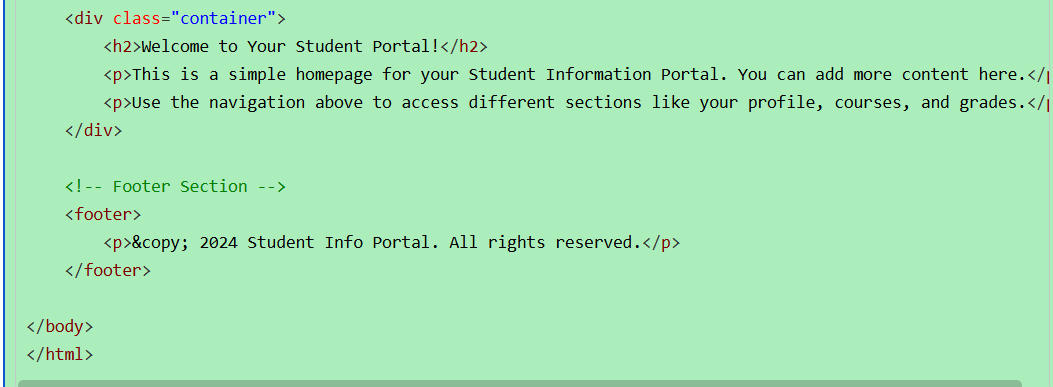 <div class="container">
<h2>Welcome to Your Student Portal!</h2>
<p>This is a simple homepage for your Student Information Portal. You can add more content here.</
<p>Use the navigation above to access different sections like your profile, courses, and grades.</
</div>
<!-- Footer Section -->
<footer>
<p>&copy; 2024 Student Info Portal. All rights reserved.</p>
</footer>
</body>
</html>